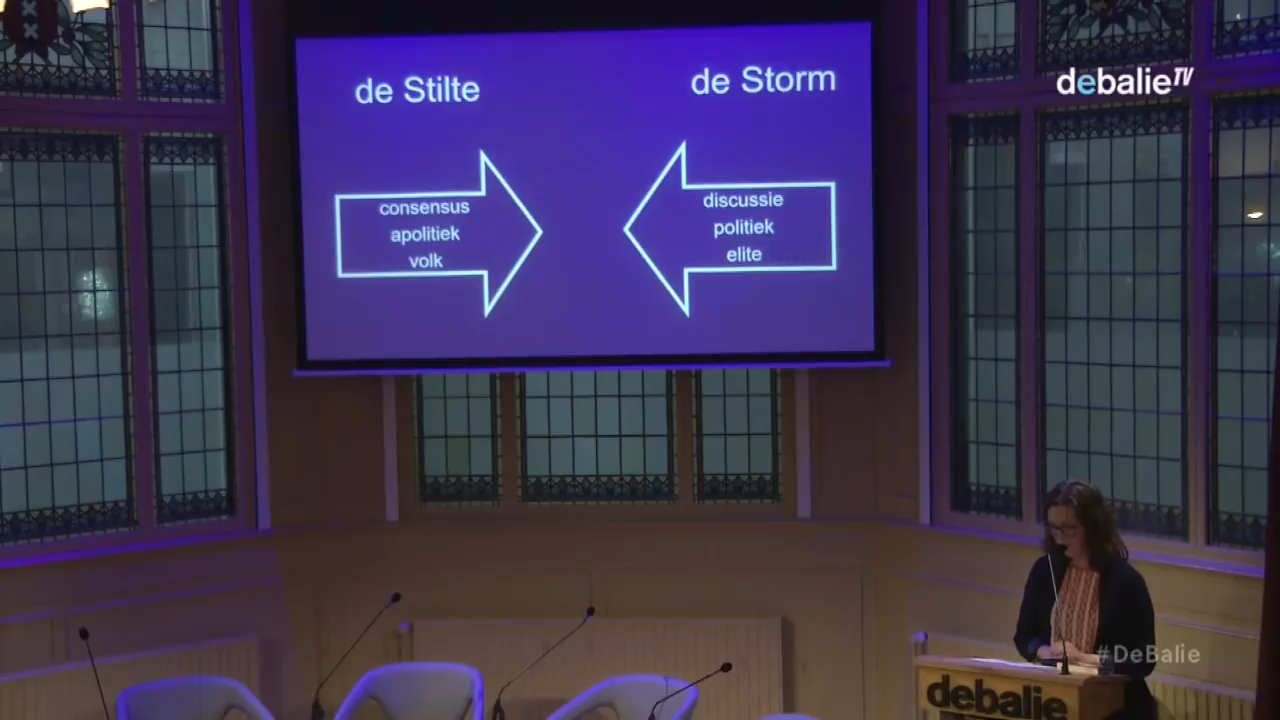 de Stilte
de Storm
consensus
apolitiek
volk
discussie
politiek
elite
debalieTV
#DeBalie
debalie